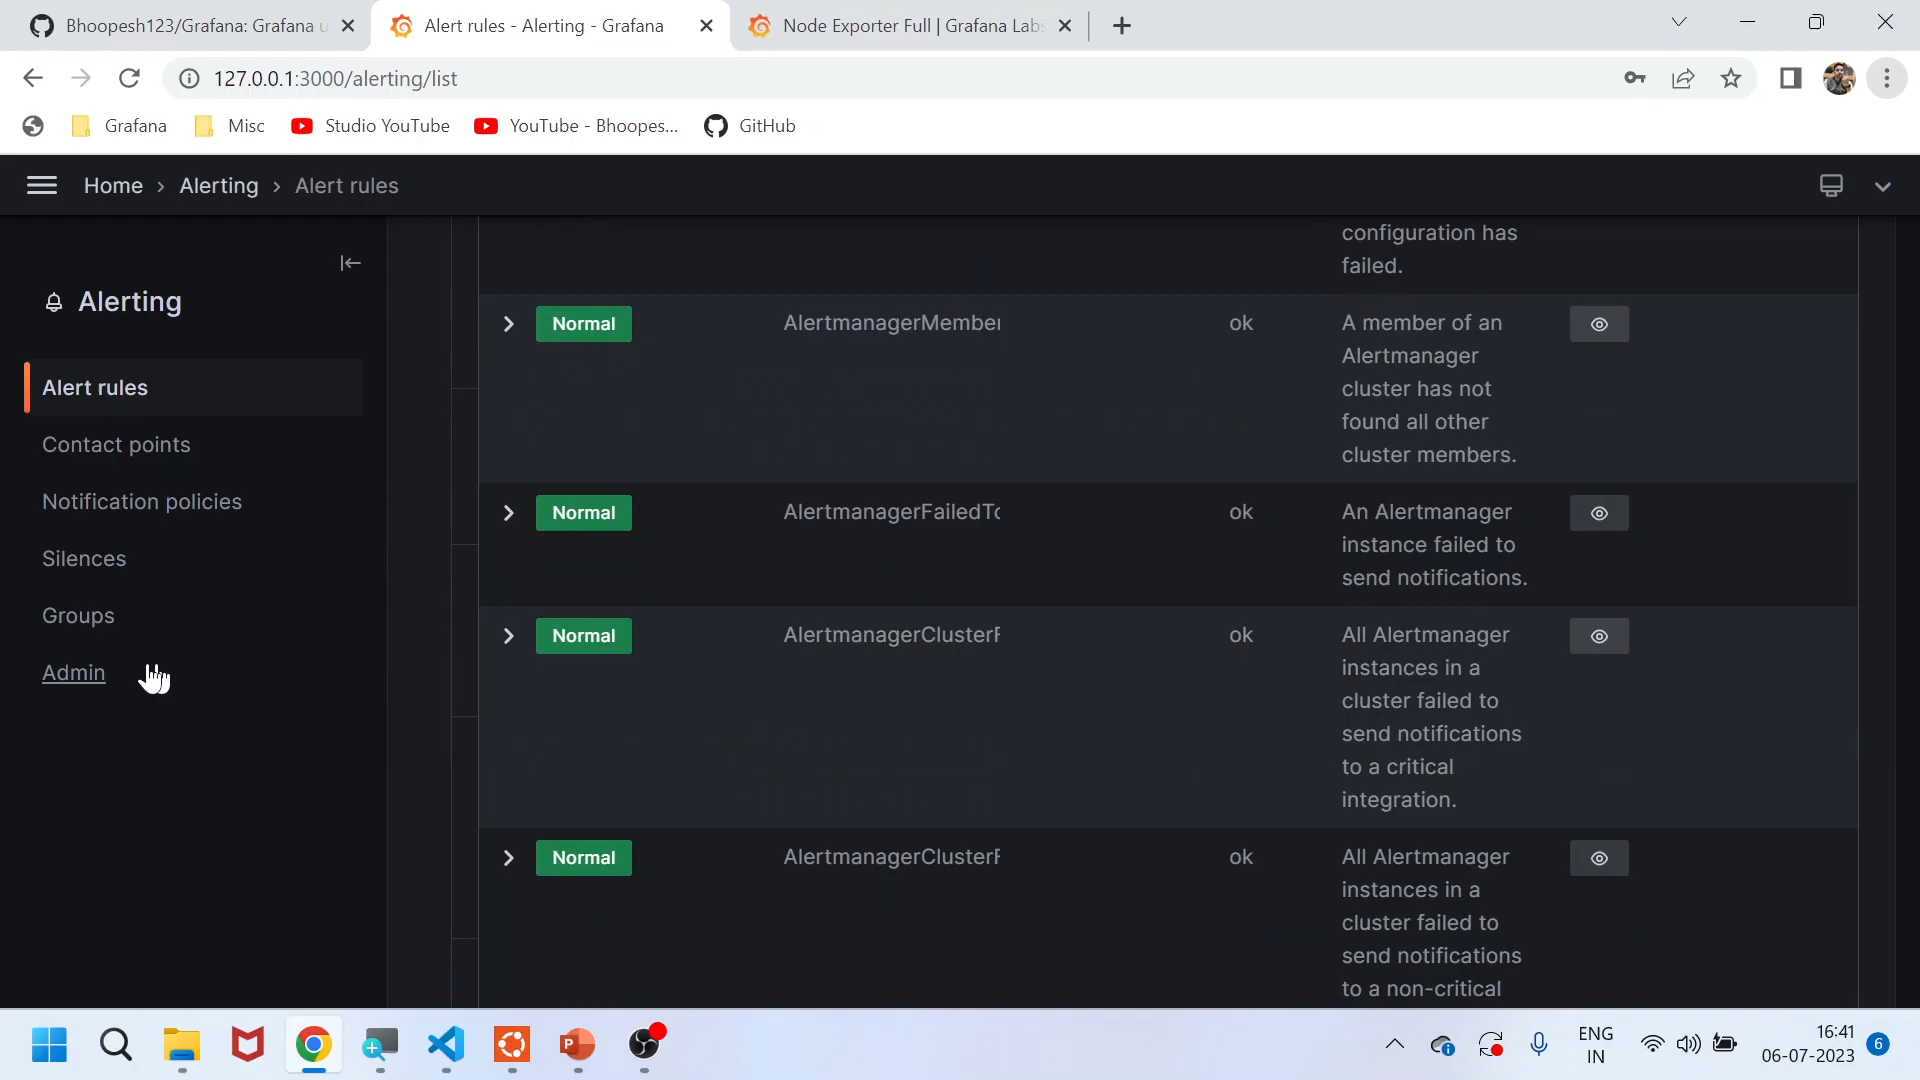 Bhoopesh123/Grafana: Grafana u
Alert rules - Alerting - Grafana
Node Exporter Full | Grafana Labs
127.0.0.1:3000/alerting/list
Grafana
Misc
Studio YouTube
YouTube - Bhoopes...
GitHub
Home > Alerting > Alert rules
Alerting
Alert rules
Contact points
Notification policies
Silences
Groups
Admin
configuration has
failed.
Normal AlertmanagerMember ok A member of an
Alertmanager
cluster has not
found all other
cluster members.
Normal AlertmanagerFailedTo ok An Alertmanager
instance failed to
send notifications.
Normal AlertmanagerClusterF ok All Alertmanager
instances in a
cluster failed to
send notifications
to a critical
integration.
Normal AlertmanagerClusterF ok All Alertmanager
instances in a
cluster failed to
send notifications
to a non-critical
ENG
IN
16:41
06-07-2023
6